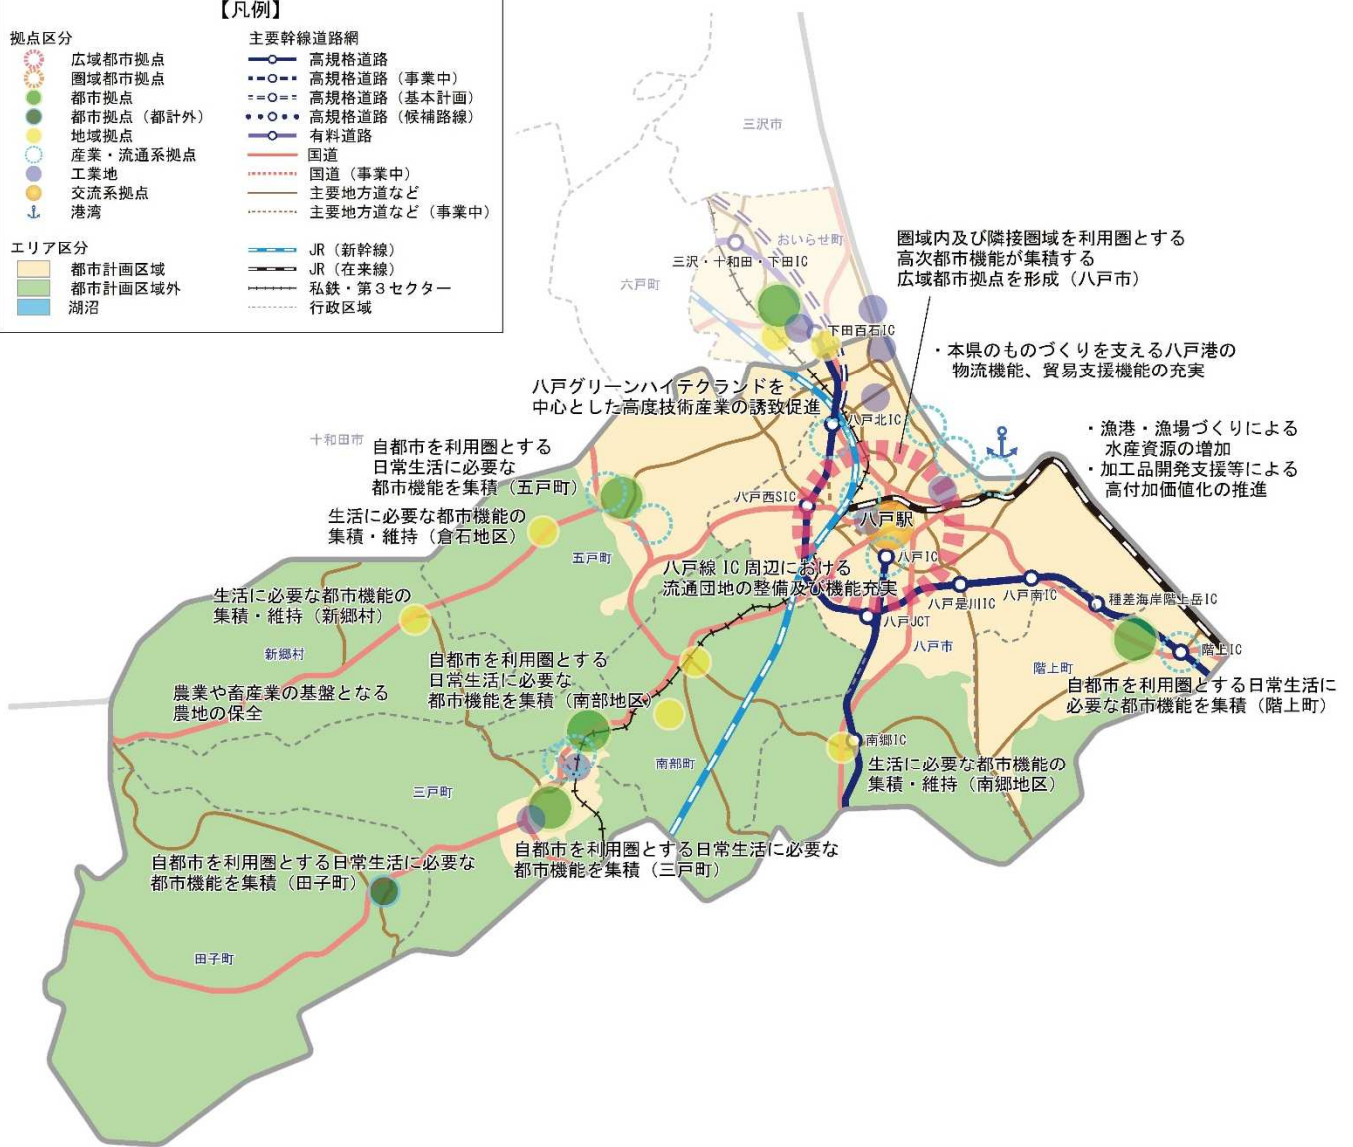 【凡例】
拠点区分
広域都市拠点
圏域都市拠点
都市拠点
都市拠点（都計外）
地域拠点
産業・流通系拠点
工業地
交流系拠点
港湾
エリア区分
都市計画区域
都市計画区域外
湖沼
主要幹線道路網
高規格道路
高規格道路（事業中）
高規格道路（基本計画）
高規格道路（候補路線）
有料道路
国道
国道（事業中）
主要地方道など
主要地方道など（事業中）
JR（新幹線）
JR（在来線）
私鉄・第３セクター
行政区域
三沢市
おいらせ町
三沢・十和田・下田IC
六戸町
下田百石IC
圏域内及び隣接圏域を利用圏とする
高次都市機能が集積する
広域都市拠点を形成（八戸市）
・本県のものづくりを支える八戸港の
物流機能、貿易支援機能の充実
八戸グリーンハイテクランドを
中心とした高度技術産業の誘致促進
八戸北IC
・漁港・漁場づくりによる
水産資源の増加
・加工品開発支援等による
高付加価値化の推進
十和田市
自都市を利用圏とする
日常生活に必要な
都市機能を集積（五戸町）
八戸西SIC
八戸駅
生活に必要な都市機能の
集積・維持（倉石地区）
五戸町
八戸IC
八戸線 IC 周辺における
流通団地の整備及び機能充実
八戸是川IC
八戸南IC
種差海岸階上岳IC
生活に必要な都市機能の
集積・維持（新郷村）
八戸JCT
八戸市
階上IC
新郷村
階上町
自都市を利用圏とする
日常生活に必要な
都市機能を集積（南部地区）
自都市を利用圏とする日常生活に
必要な都市機能を集積（階上町）
農業や畜産業の基盤となる
農地の保全
南郷IC
南部町
生活に必要な都市機能の
集積・維持（南郷地区）
三戸町
自都市を利用圏とする日常生活に必要な
都市機能を集積（三戸町）
自都市を利用圏とする日常生活に必要な
都市機能を集積（田子町）
田子町